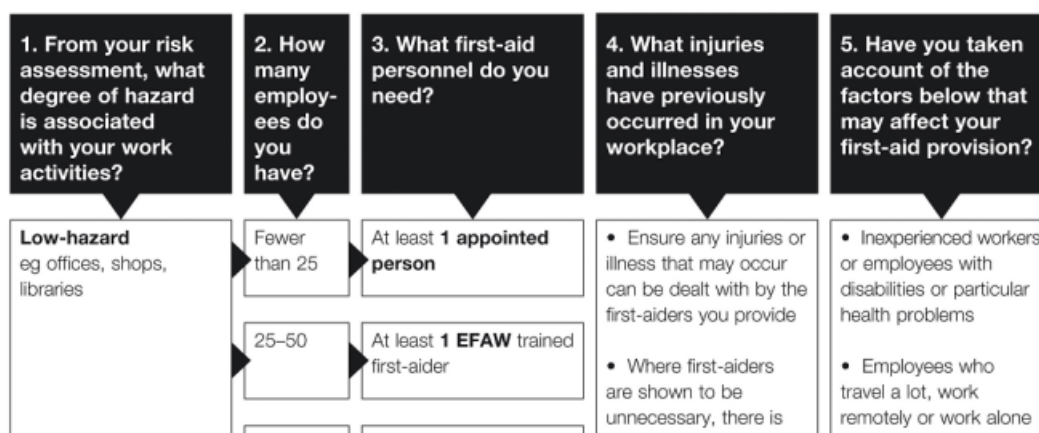 1. From your risk
assessment, what
degree of hazard
is associated
with your work
activities?
2. How
many
employ-
ees do
you
have?
3. What first-aid
personnel do you
need?
4. What injuries
and illnesses
have previously
occurred in your
workplace?
5. Have you taken
account of the
factors below that
may affect your
first-aid provision?
Low-hazard
eg offices, shops,
libraries
Fewer
than 25
At least 1 appointed
person
25–50
At least 1 EFAW trained
first-aider
• Ensure any injuries or
illness that may occur
can be dealt with by the
first-aiders you provide
• Where first-aiders
are shown to be
unnecessary, there is
• Inexperienced workers
or employees with
disabilities or particular
health problems
• Employees who
travel a lot, work
remotely or work alone